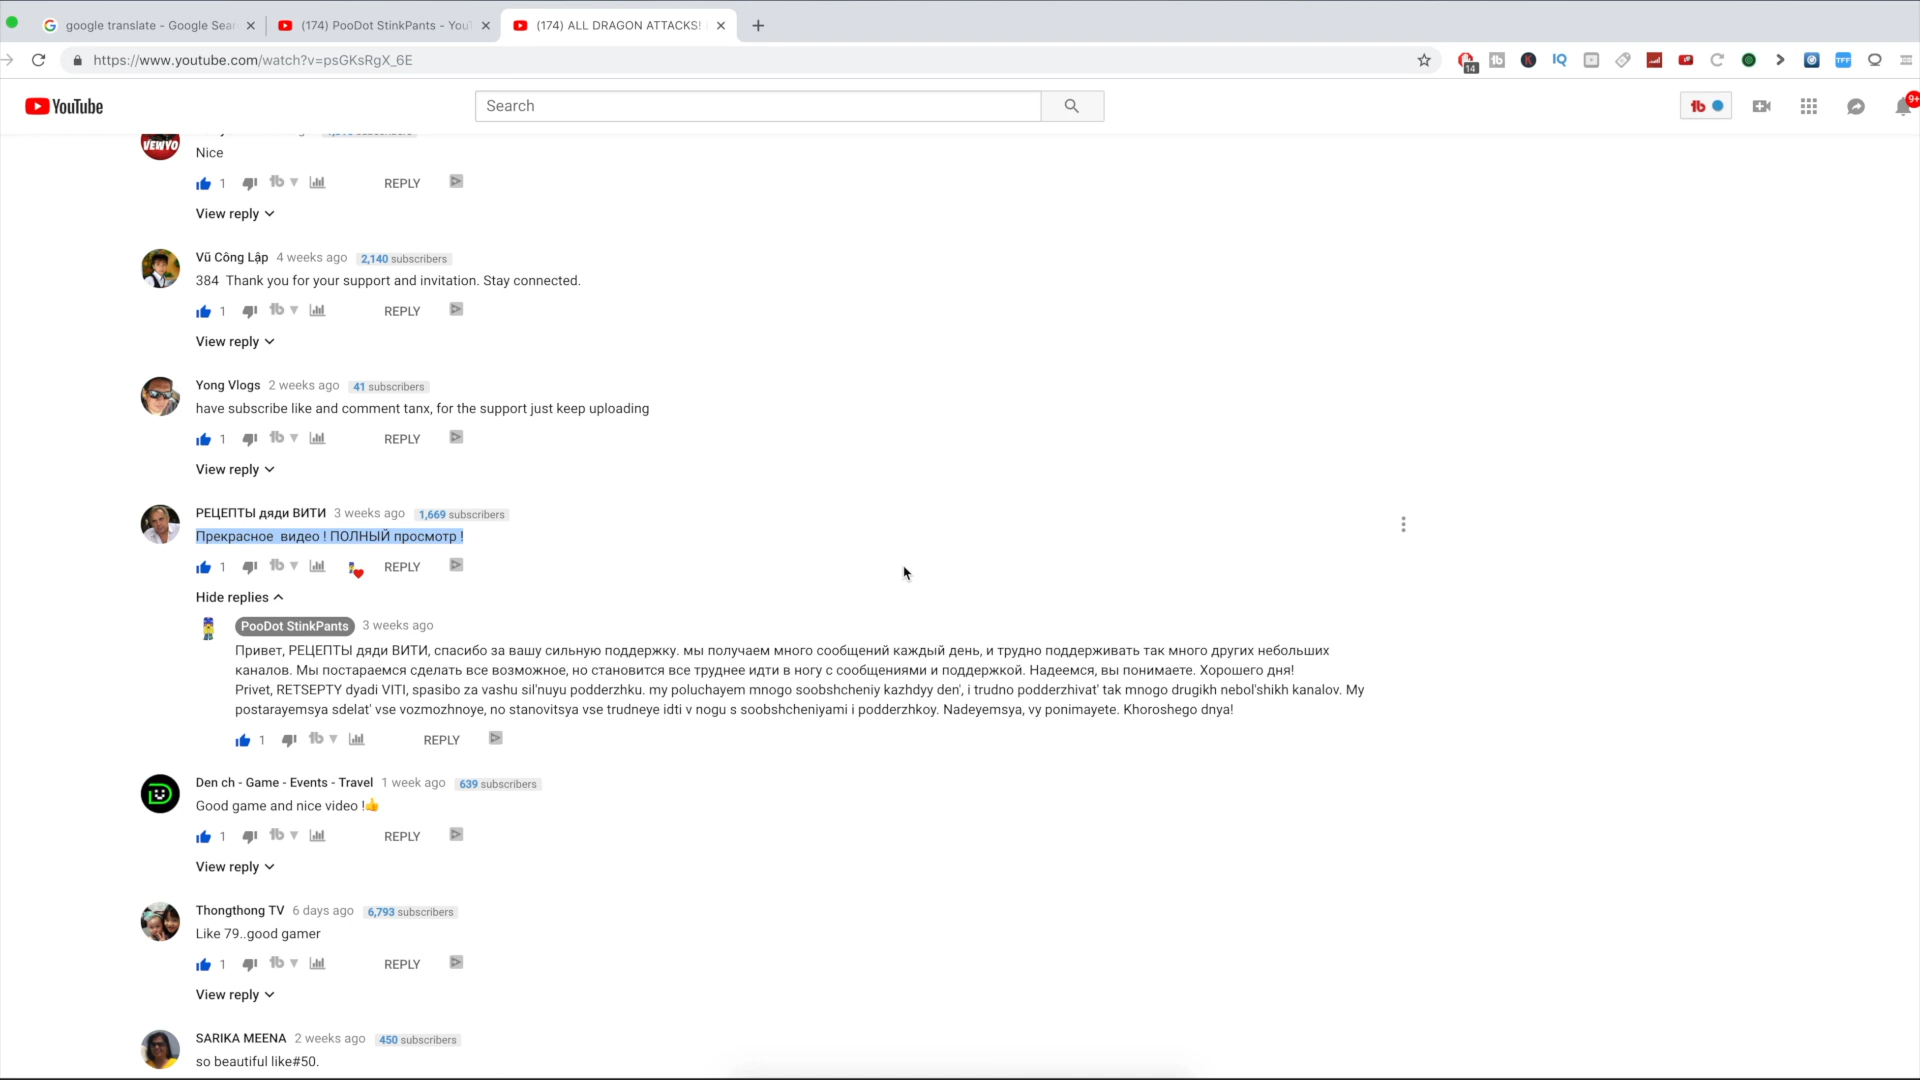 google translate - Google Sear
(174) PooDot StinkPants - YouT
(174) ALL DRAGON ATTACKS!
https://www.youtube.com/watch?v=psGKsRgX_6E
14
IQ
TFF
YouTube
Search
9+
VEWYO
Nice
1
REPLY
View reply
Vũ Công Lập 4 weeks ago 2,140 subscribers
384 Thank you for your support and invitation. Stay connected.
1
REPLY
View reply
Yong Vlogs 2 weeks ago 41 subscribers
have subscribe like and comment tanx, for the support just keep uploading
1
REPLY
View reply
РЕЦЕПТЫ дяди ВИТИ 3 weeks ago 1,669 subscribers
Прекрасное видео ! ПОЛНЫЙ просмотр !
1
REPLY
Hide replies
PooDot StinkPants 3 weeks ago
Привет, РЕЦЕПТЫ дяди ВИТИ, спасибо за вашу сильную поддержку. мы получаем много сообщений каждый день, и трудно поддерживать так много других небольших
каналов. Мы постараемся сделать все возможное, но становится все труднее идти в ногу с сообщениями и поддержкой. Надеемся, вы понимаете. Хорошего дня!
Privet, RETSEPTY dyadi VITI, spasibo za vashu sil'nuyu podderzhku. my poluchayem mnogo soobshcheniy kazhdyy den', i trudno podderzhivat' tak mnogo drugikh nebol'shikh kanalov. My
postarayemsya sdelat' vse vozmozhnoye, no stanovitsya vse trudneye idti v nogu s soobshcheniyami i podderzhkoy. Nadeyemsya, vy ponimayete. Khoroshego dnya!
1
REPLY
Den ch - Game - Events - Travel 1 week ago 639 subscribers
Good game and nice video !👍
1
REPLY
View reply
Thongthong TV 6 days ago 6,793 subscribers
Like 79..good gamer
1
REPLY
View reply
SARIKA MEENA 2 weeks ago 450 subscribers
so beautiful like#50.